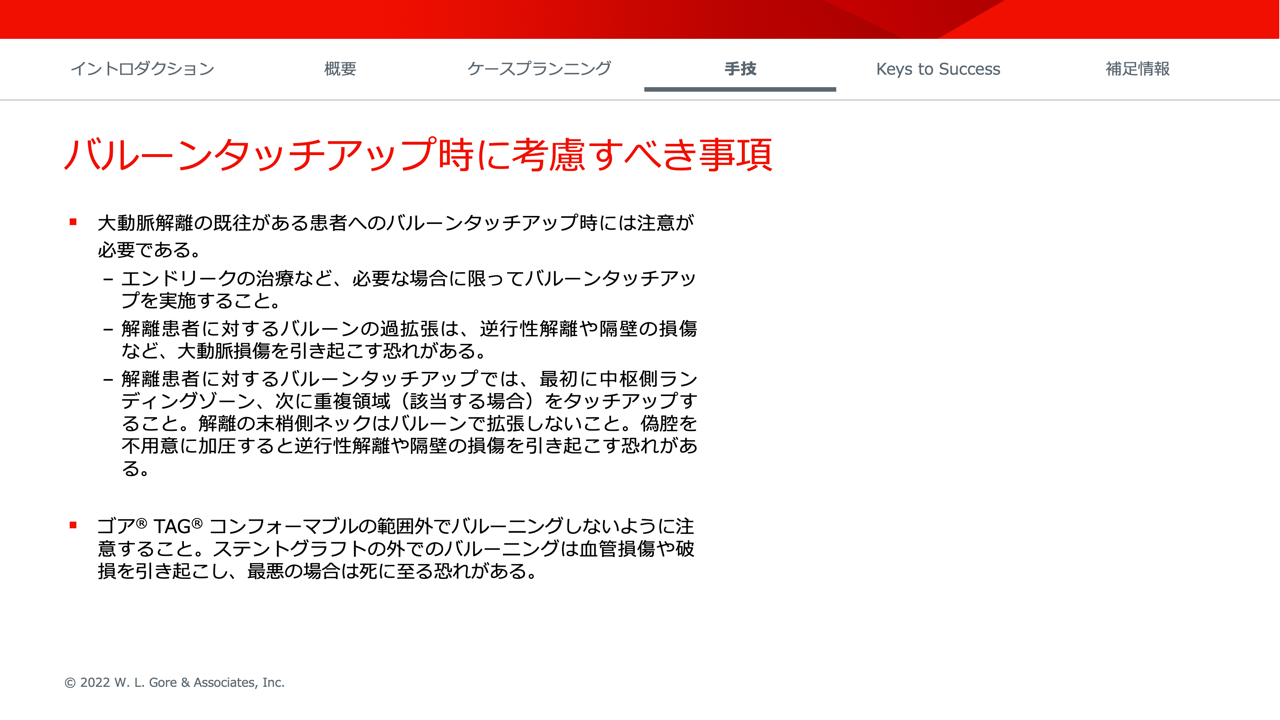 イントロダクション 概要 ケースプランニング 手技 Keys to Success 補足情報
バルーンタッチアップ時に考慮すべき事項
▪ 大動脈解離の既往がある患者へのバルーンタッチアップ時には注意が
必要である。
– エンドリークの治療など、必要な場合に限ってバルーンタッチアッ
プを実施すること。
– 解離患者に対するバルーンの過拡張は、逆行性解離や隔壁の損傷
など、大動脈損傷を引き起こす恐れがある。
– 解離患者に対するバルーンタッチアップでは、最初に中枢側ラン
ディングゾーン、次に重複領域（該当する場合）をタッチアップす
ること。解離の末梢側ネックはバルーンで拡張しないこと。偽腔を
不用意に加圧すると逆行性解離や隔壁の損傷を引き起こす恐れがあ
る。
▪ ゴア® TAG® コンフォーマブルの範囲外でバルーニングしないように注
意すること。ステントグラフトの外でのバルーニングは血管損傷や破
損を引き起こし、最悪の場合は死に至る恐れがある。
© 2022 W. L. Gore & Associates, Inc.